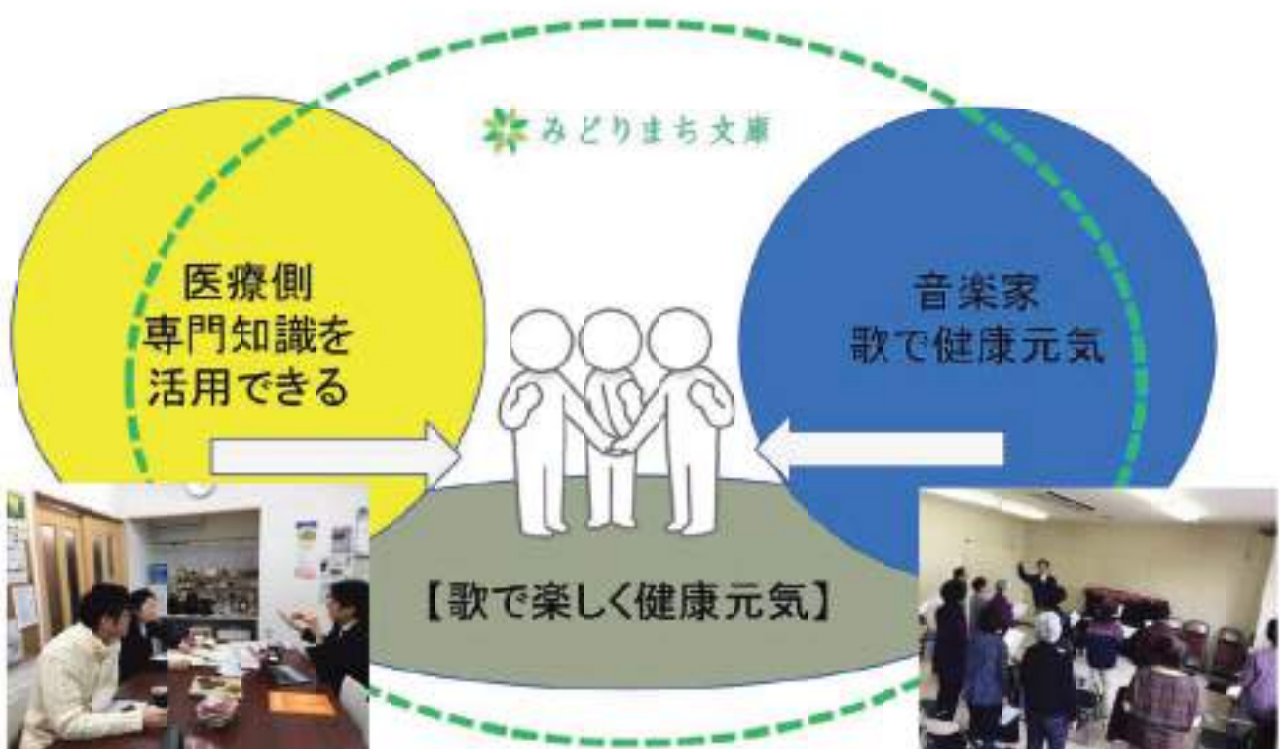 みどりまち文庫
医療側
専門知識を
活用できる
音楽家
歌で健康元気
【歌で楽しく健康元気】